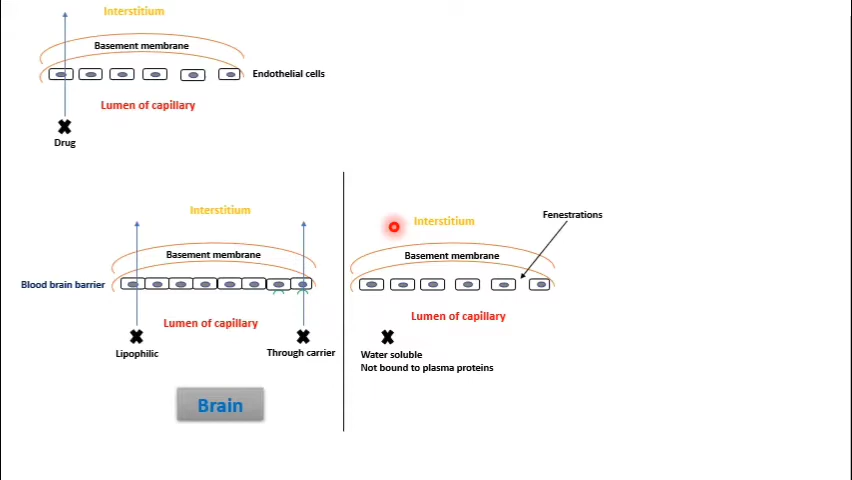 Interstitium
Basement membrane
Endothelial cells
Lumen of capillary
Drug
Interstitium
Basement membrane
Blood brain barrier
Lumen of capillary
Lipophilic
Through carrier
Brain
Interstitium
Fenestrations
Basement membrane
Lumen of capillary
Water soluble
Not bound to plasma proteins